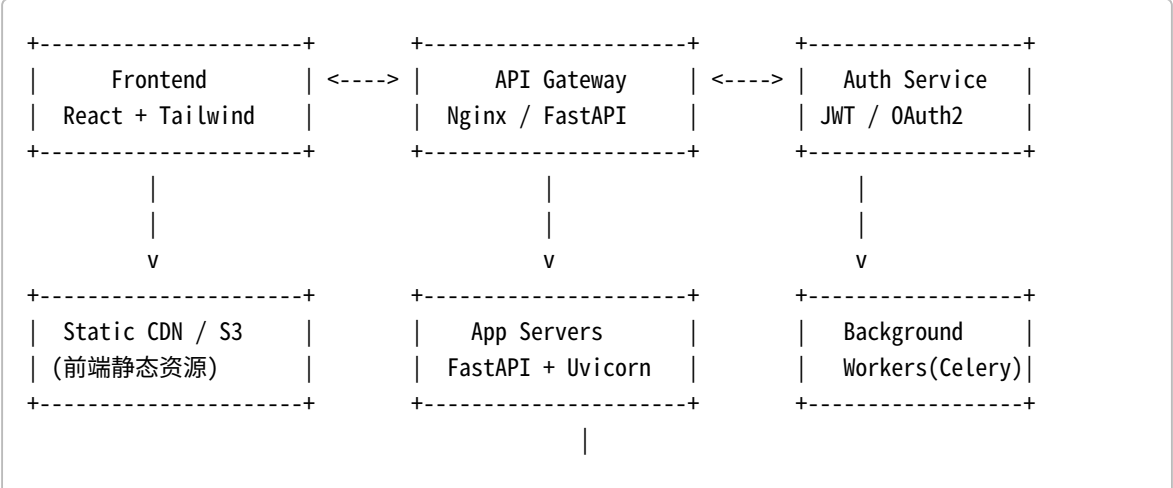 +----------------------+        +----------------------+        +------------------+
|      Frontend        | <----> |      API Gateway     | <----> |   Auth Service   |
|  React + Tailwind    |        |  Nginx / FastAPI     |        | JWT / OAuth2     |
+----------------------+        +----------------------+        +------------------+
          |                                |                         |
          |                                |                         |
          v                                v                         v
+----------------------+        +----------------------+        +------------------+
|  Static CDN / S3     |        |    App Servers       |        |   Background     |
| (前端静态资源)       |        |  FastAPI + Uvicorn   |        |   Workers(Celery)|
+----------------------+        +----------------------+        +------------------+
                                              |